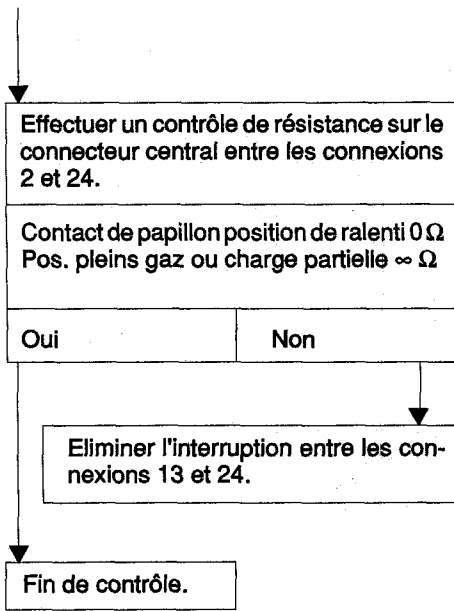 Effectuer un contrôle de résistance sur le
connecteur central entre les connexions
2 et 24.
Contact de papillon position de ralenti 0 Ω
Pos. pleins gaz ou charge partielle ∞ Ω
Oui
Non
Eliminer l'interruption entre les con-
nexions 13 et 24.
Fin de contrôle.